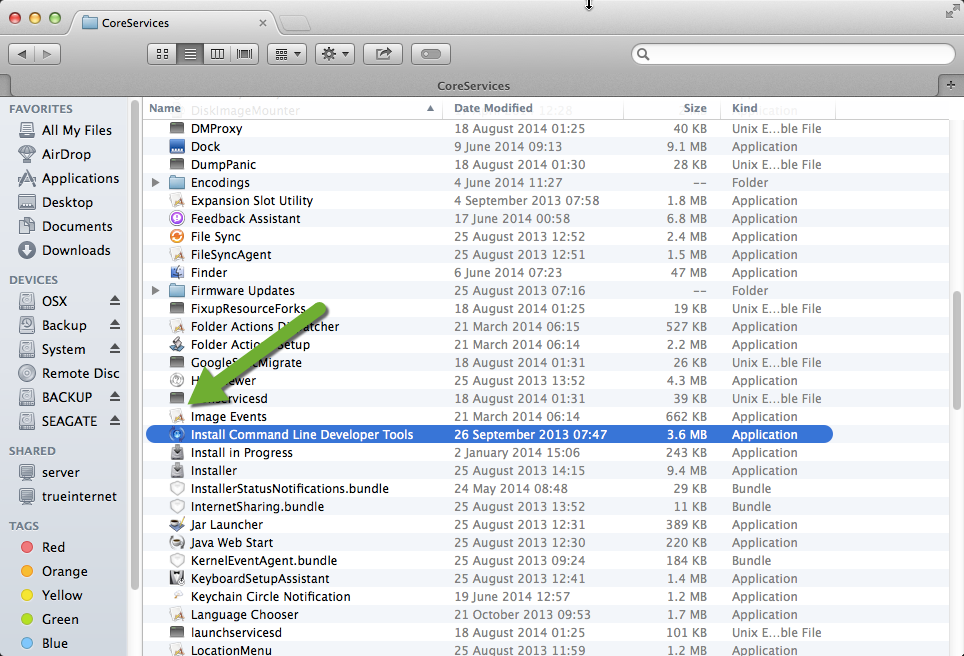 CoreServices
CoreServices
FAVORITES
All My Files
AirDrop
Applications
Desktop
Documents
Downloads
DEVICES
OSX
Backup
System
Remote Disc
BACKUP
SEAGATE
SHARED
server
trueinternet
TAGS
Red
Orange
Yellow
Green
Blue
Name Date Modified Size Kind
DiskImageMounter 12:28 Application
DMProxy 18 August 2014 01:25 40 KB Unix E...ble File
Dock 9 June 2014 09:13 9.1 MB Application
DumpPanic 18 August 2014 01:30 28 KB Unix E...ble File
Encodings 4 June 2014 11:27 -- Folder
Expansion Slot Utility 4 September 2013 07:58 1.8 MB Application
Feedback Assistant 17 June 2014 00:58 6.8 MB Application
File Sync 25 August 2013 12:52 2.4 MB Application
FileSyncAgent 25 August 2013 12:51 1.5 MB Application
Finder 6 June 2014 07:23 47 MB Application
Firmware Updates 25 August 2013 07:16 -- Folder
FixupResourceForks 18 August 2014 01:25 19 KB Unix E...ble File
Folder Actions Dispatcher 21 March 2014 06:15 527 KB Application
Folder Actions Setup 21 March 2014 06:14 2.2 MB Application
18 August 2014 01:31 26 KB Unix E...ble File
25 August 2013 13:52 4.3 MB Application
18 August 2014 01:31 39 KB Unix E...ble File
Image Events 21 March 2014 06:14 662 KB Application
Install Command Line Developer Tools 26 September 2013 07:47 3.6 MB Application
Install in Progress 2 January 2014 15:06 243 KB Application
Installer 25 August 2013 14:15 9.4 MB Application
InstallerStatusNotifications.bundle 24 May 2014 08:48 29 KB Bundle
InternetSharing.bundle 25 August 2013 13:52 11 KB Bundle
Jar Launcher 25 August 2013 12:31 389 KB Application
Java Web Start 25 August 2013 12:30 220 KB Application
KernelEventAgent.bundle 25 August 2013 09:24 184 KB Bundle
KeyboardSetupAssistant 25 August 2013 12:41 1.4 MB Application
Keychain Circle Notification 19 June 2014 12:57 1.2 MB Application
Language Chooser 21 October 2013 09:53 1.7 MB Application
launchservicesd 18 August 2014 01:25 101 KB Unix E...ble File
LocationMenu 25 August 2013 11:59 1.2 MB Application